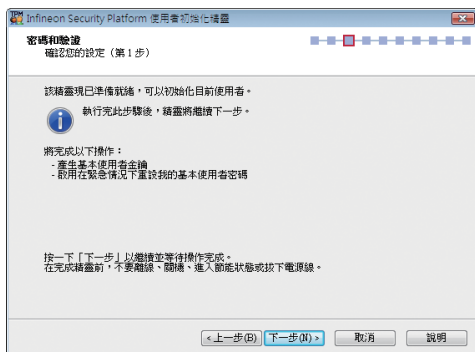 Infineon Security Platform 使用者初始化精靈
密碼和驗證
確認您的設定（第 1 步）
該精靈現已準備就緒，可以初始化目前使用者。
執行完此步驟後，精靈將繼續下一步。
將完成以下操作：
- 產生基本使用者金鑰
- 啟用在緊急情況下重設我的基本使用者密碼
按一下「下一步」以繼續並等待操作完成。
在完成精靈前，不要離線、關機、進入節能狀態或拔下電源線。
< 上一步(B) 下一步(N) > 取消 說明